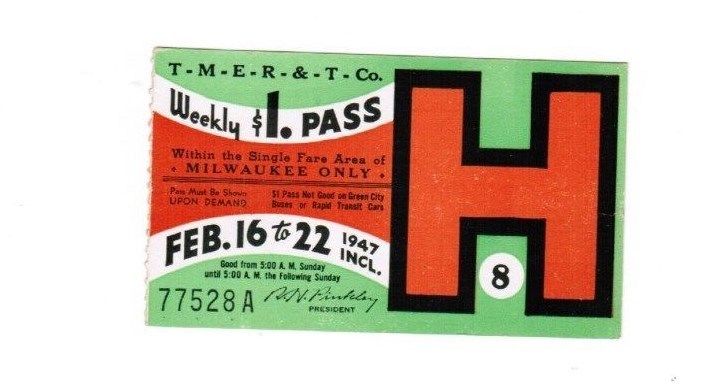 T-M-E-R-&-T-Co.
Weekly $1. PASS
Within the Single Fare Area of
• MILWAUKEE ONLY •
Pass Must Be Shown
UPON DEMAND
$1 Pass Not Good on Green City
Buses or Rapid Transit Cars
FEB. 16 to 22 1947
INCL.
Good from 5:00 A. M. Sunday
until 5:00 A. M. the Following Sunday
77528A
PRESIDENT
H
8